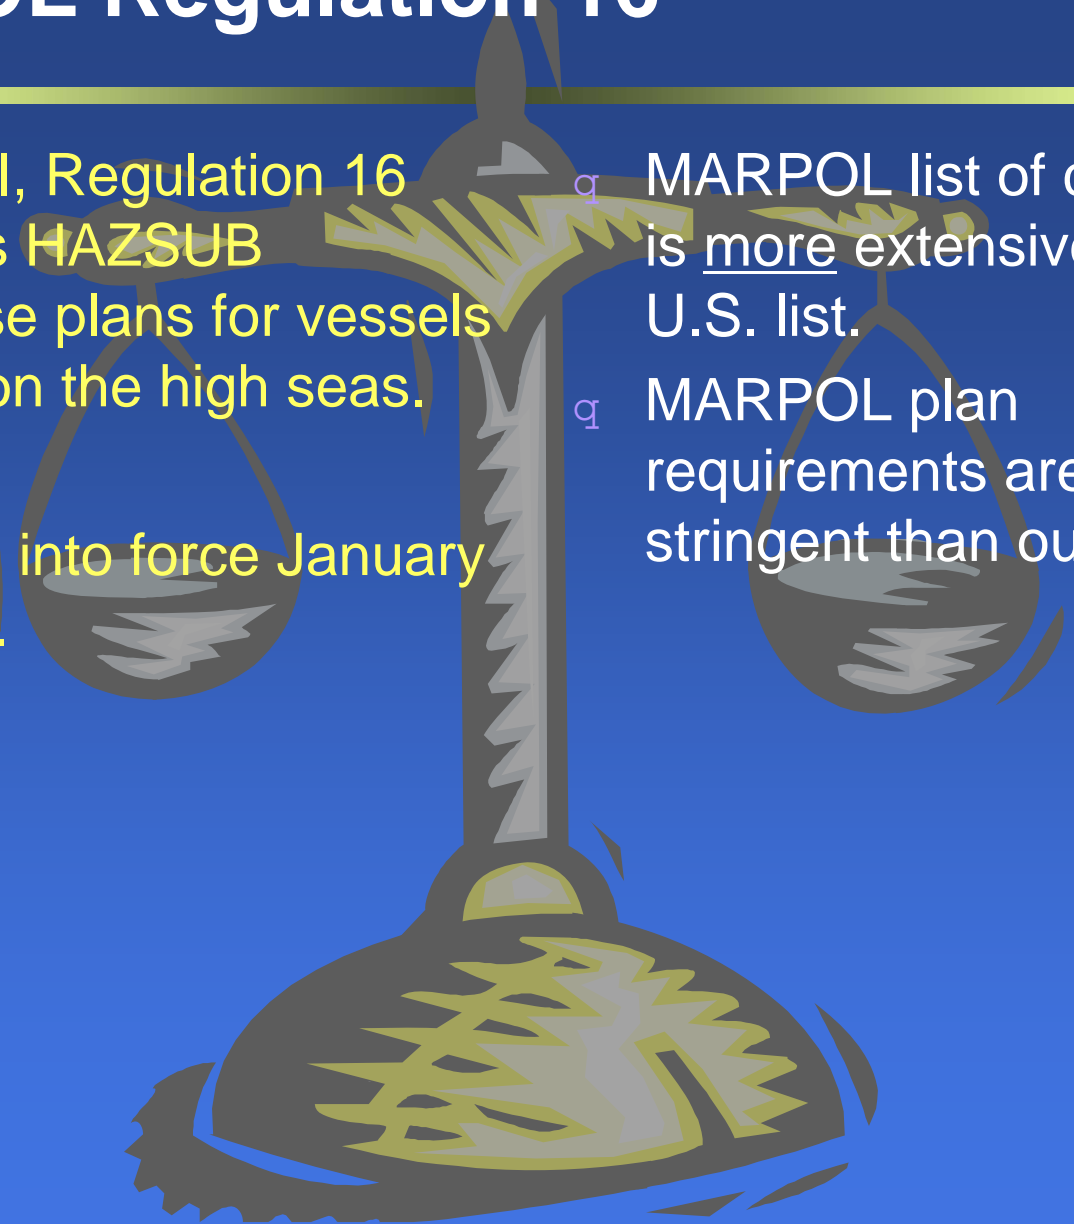 OL Regulation 16
I, Regulation 16
s HAZSUB
se plans for vessels
on the high seas.
into force January
.
q MARPOL list of
is more extensive
U.S. list.
q MARPOL plan
requirements are
stringent than ou